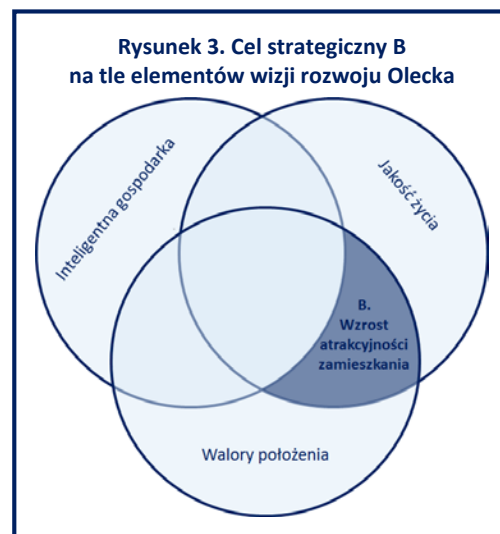 Rysunek 3. Cel strategiczny B
na tle elementów wizji rozwoju Olecka
Inteligentna gospodarka
Jakość życia
B.
Wzrost
atrakcyjności
zamieszkania
Walory położenia